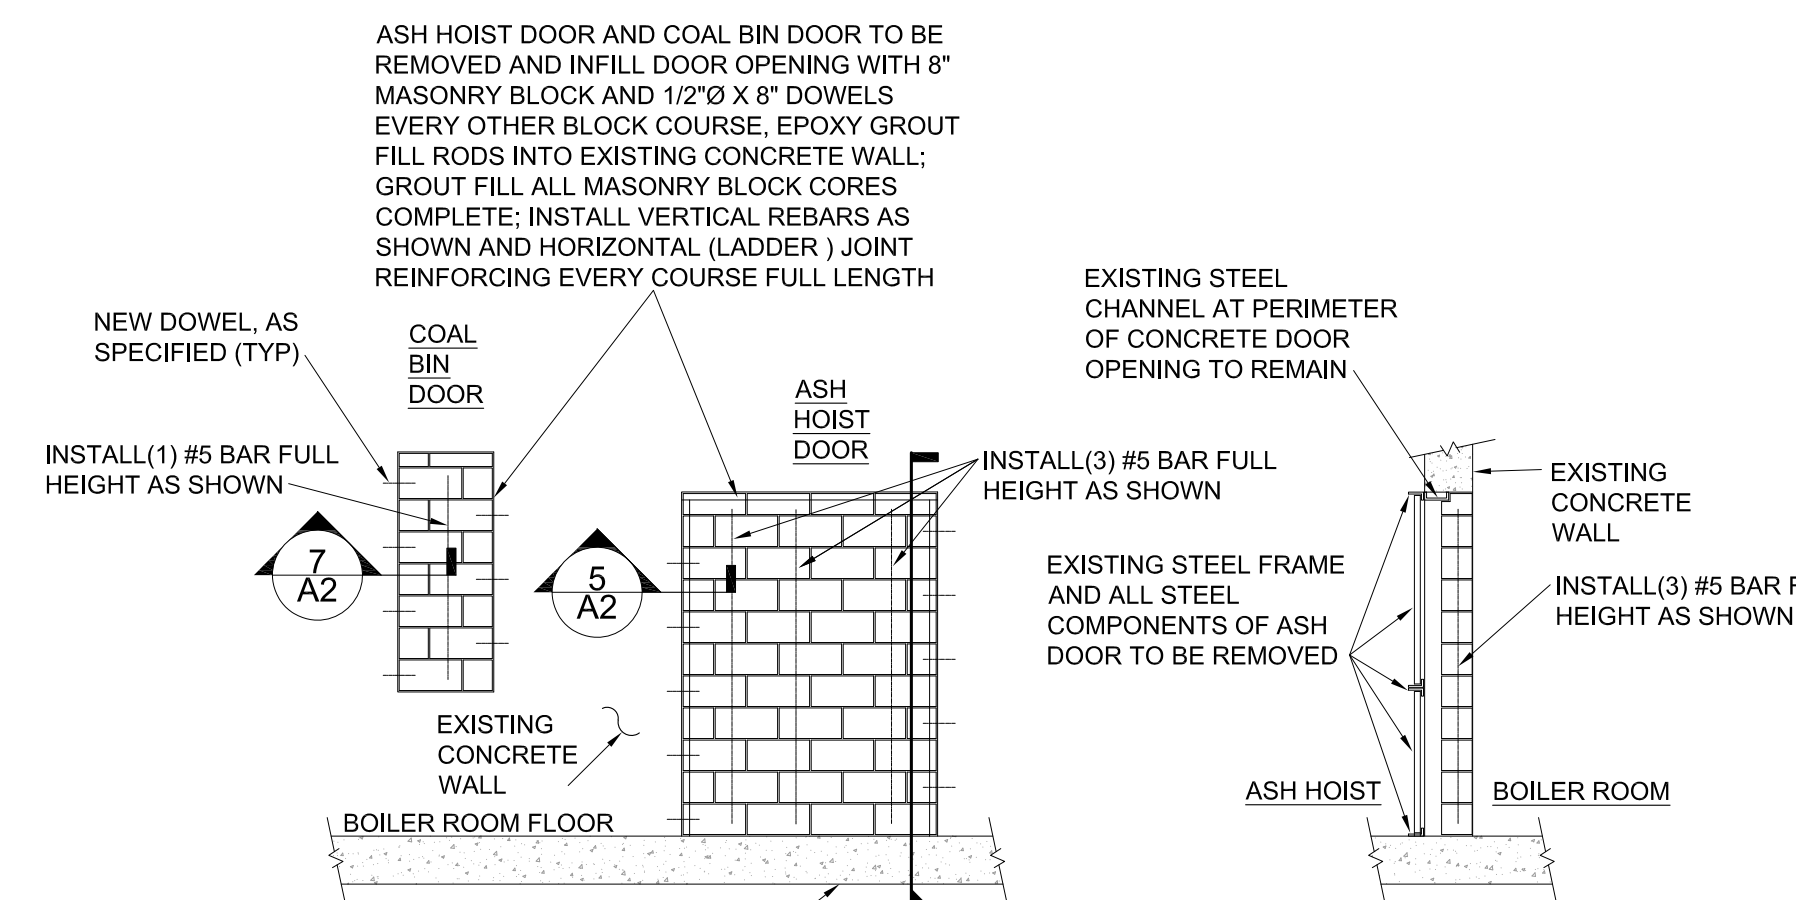 ASH HOIST DOOR AND COAL BIN DOOR TO BE
REMOVED AND INFILL DOOR OPENING WITH 8"
MASONRY BLOCK AND 1/2"Ø X 8" DOWELS
EVERY OTHER BLOCK COURSE, EPOXY GROUT
FILL RODS INTO EXISTING CONCRETE WALL;
GROUT FILL ALL MASONRY BLOCK CORES
COMPLETE; INSTALL VERTICAL REBARS AS
SHOWN AND HORIZONTAL (LADDER ) JOINT
REINFORCING EVERY COURSE FULL LENGTH
NEW DOWEL, AS
SPECIFIED (TYP)
COAL
BIN
DOOR
INSTALL(1) #5 BAR FULL
HEIGHT AS SHOWN
7
A2
5
A2
ASH
HOIST
DOOR
INSTALL(3) #5 BAR FULL
HEIGHT AS SHOWN
EXISTING
CONCRETE
WALL
BOILER ROOM FLOOR
EXISTING STEEL
CHANNEL AT PERIMETER
OF CONCRETE DOOR
OPENING TO REMAIN
EXISTING
CONCRETE
WALL
EXISTING STEEL FRAME
AND ALL STEEL
COMPONENTS OF ASH
DOOR TO BE REMOVED
INSTALL(3) #5 BAR
HEIGHT AS SHOWN
ASH HOIST
BOILER ROOM